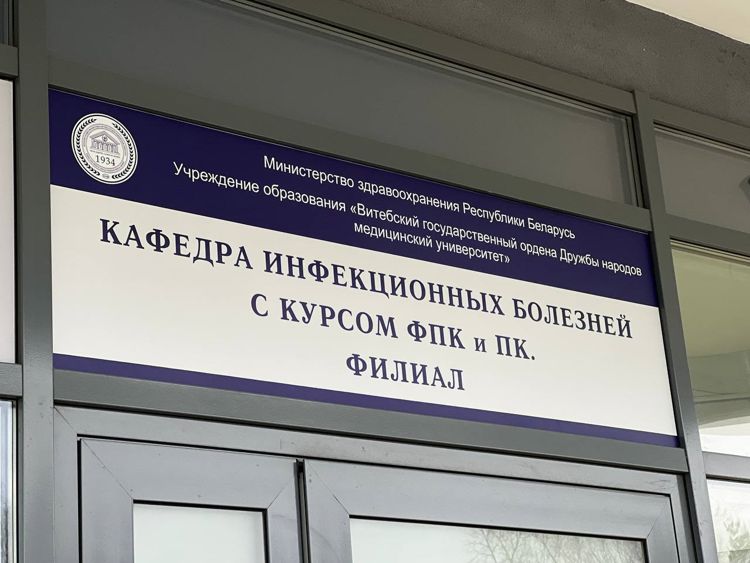 1934
Министерство здравоохранения Республики Беларусь
Учреждение образования «Витебский государственный ордена Дружбы народов
медицинский университет»
КАФЕДРА ИНФЕКЦИОННЫХ БОЛЕЗНЕЙ
С КУРСОМ ФПК и ПК.
ФИЛИАЛ